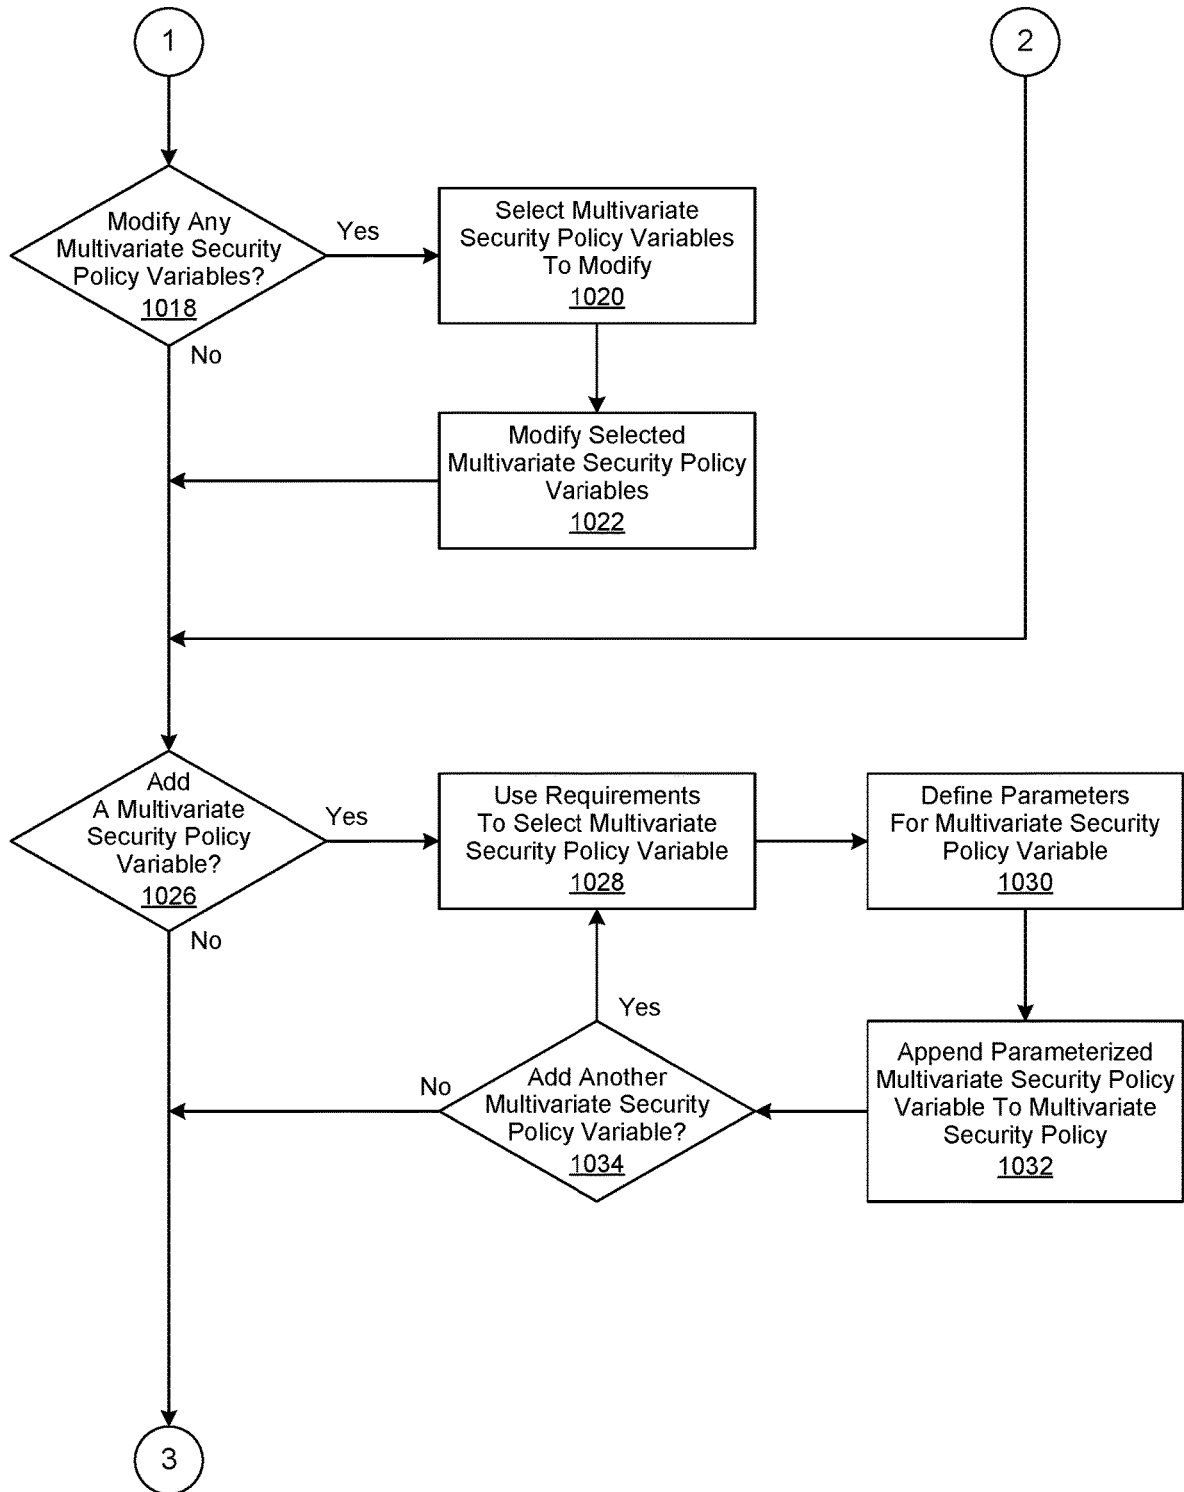 1
2
Modify Any
Multivariate Security
Policy Variables?
1018
Yes
No
Select Multivariate
Security Policy Variables
To Modify
1020
Modify Selected
Multivariate Security Policy
Variables
1022
Add
A Multivariate
Security Policy
Variable?
1026
Yes
No
Use Requirements
To Select Multivariate
Security Policy Variable
1028
Define Parameters
For Multivariate Security
Policy Variable
1030
Append Parameterized
Multivariate Security Policy
Variable To Multivariate
Security Policy
1032
Yes
No
Add Another
Multivariate Security
Policy Variable?
1034
3